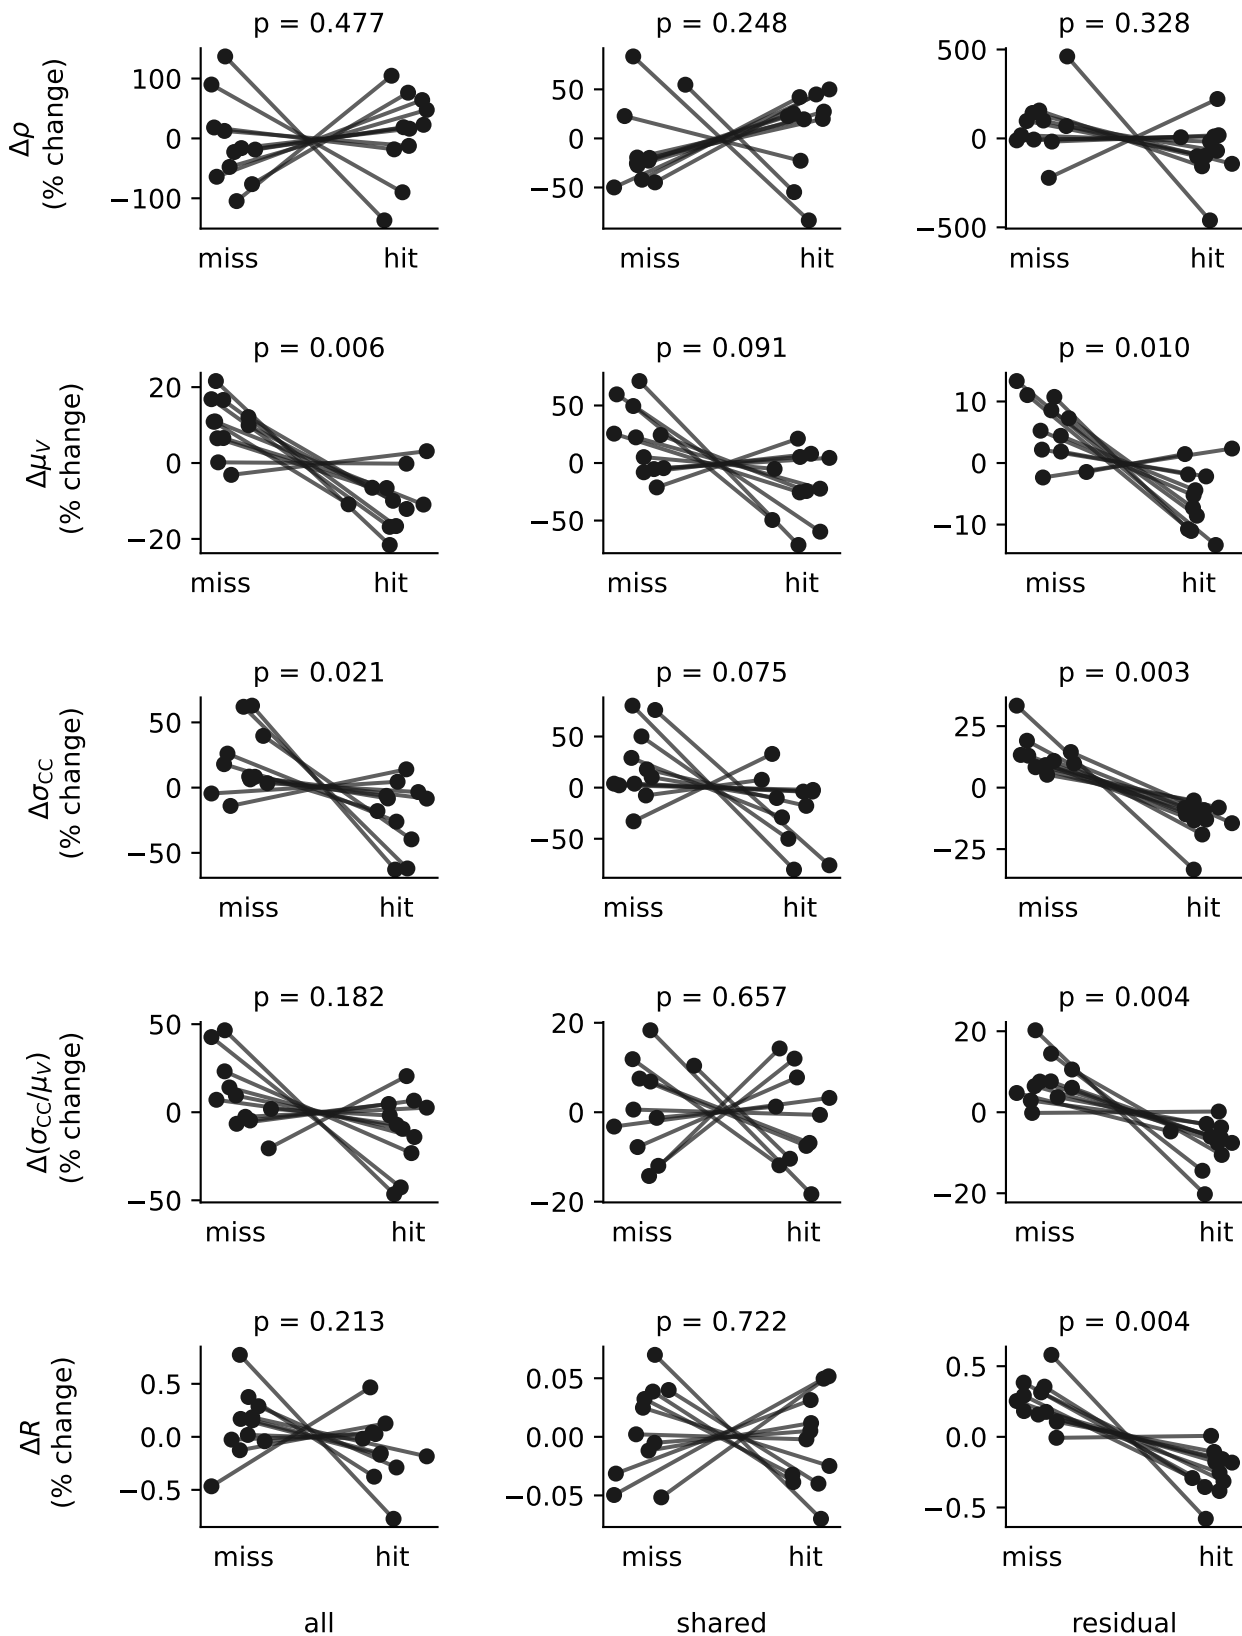 p = 0.477
p = 0.248
p = 0.328
Δρ
(% change)
100
0
−100
50
0
−50
500
0
−500
miss
hit
miss
hit
miss
hit
p = 0.006
p = 0.091
p = 0.010
ΔμV
(% change)
20
0
−20
50
0
−50
10
0
−10
miss
hit
miss
hit
miss
hit
p = 0.021
p = 0.075
p = 0.003
ΔσCC
(% change)
50
0
−50
50
0
−50
25
0
−25
miss
hit
miss
hit
miss
hit
p = 0.182
p = 0.657
p = 0.004
Δ(σCC/μV)
(% change)
50
0
−50
20
0
−20
20
0
−20
miss
hit
miss
hit
miss
hit
p = 0.213
p = 0.722
p = 0.004
ΔR
(% change)
0.5
0.0
−0.5
0.05
0.00
−0.05
0.5
0.0
−0.5
miss
hit
miss
hit
miss
hit
all
shared
residual